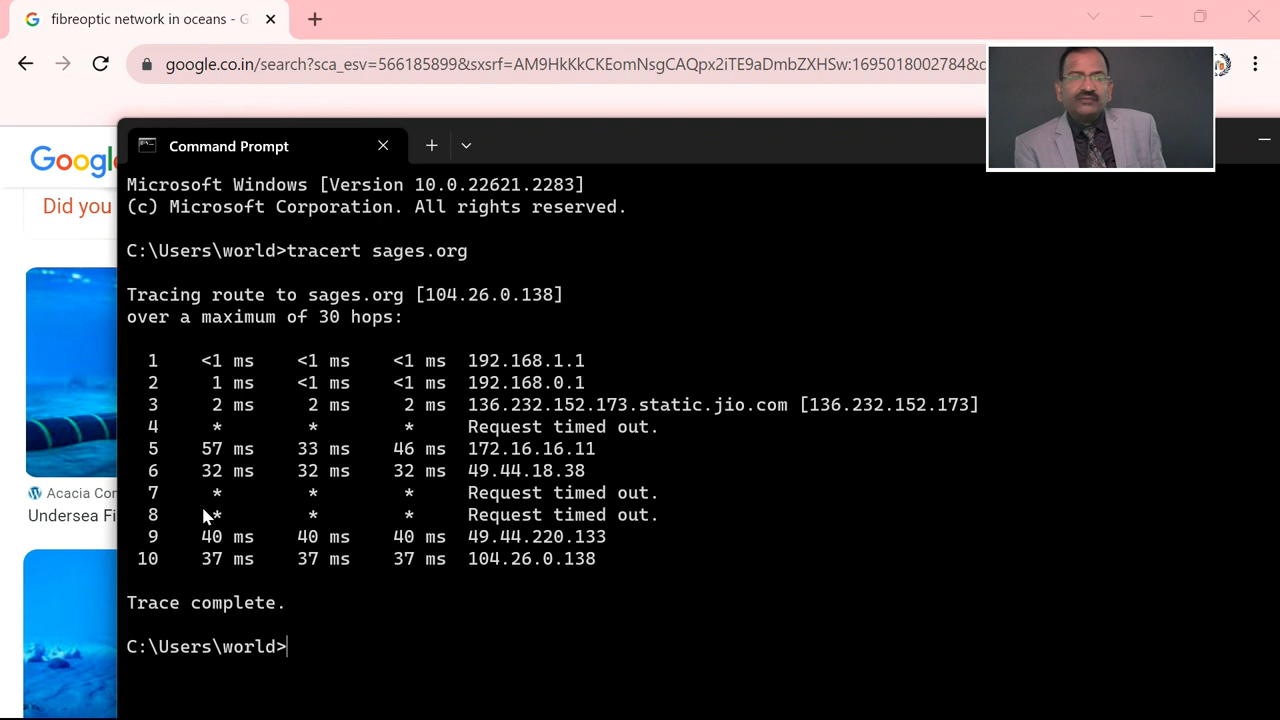 fibreoptic network in oceans - G
google.co.in/search?sca_esv=566185899&sxsrf=AM9HkKkCKEomNsgCAQpx2iTE9aDmbZXHSw:1695018002784&
Google
Did you
Command Prompt
Microsoft Windows [Version 10.0.22621.2283]
(c) Microsoft Corporation. All rights reserved.
C:\Users\world>tracert sages.org
Tracing route to sages.org [104.26.0.138]
over a maximum of 30 hops:
1 <1 ms <1 ms <1 ms 192.168.1.1
2 1 ms <1 ms <1 ms 192.168.0.1
3 2 ms 2 ms 2 ms 136.232.152.173.static.jio.com [136.232.152.173]
4 * * * Request timed out.
5 57 ms 33 ms 46 ms 172.16.16.11
6 32 ms 32 ms 32 ms 49.44.18.38
7 * * * Request timed out.
8 * * * Request timed out.
9 40 ms 40 ms 40 ms 49.44.220.133
10 37 ms 37 ms 37 ms 104.26.0.138
Trace complete.
C:\Users\world>
Acacia Con
Undersea Fi